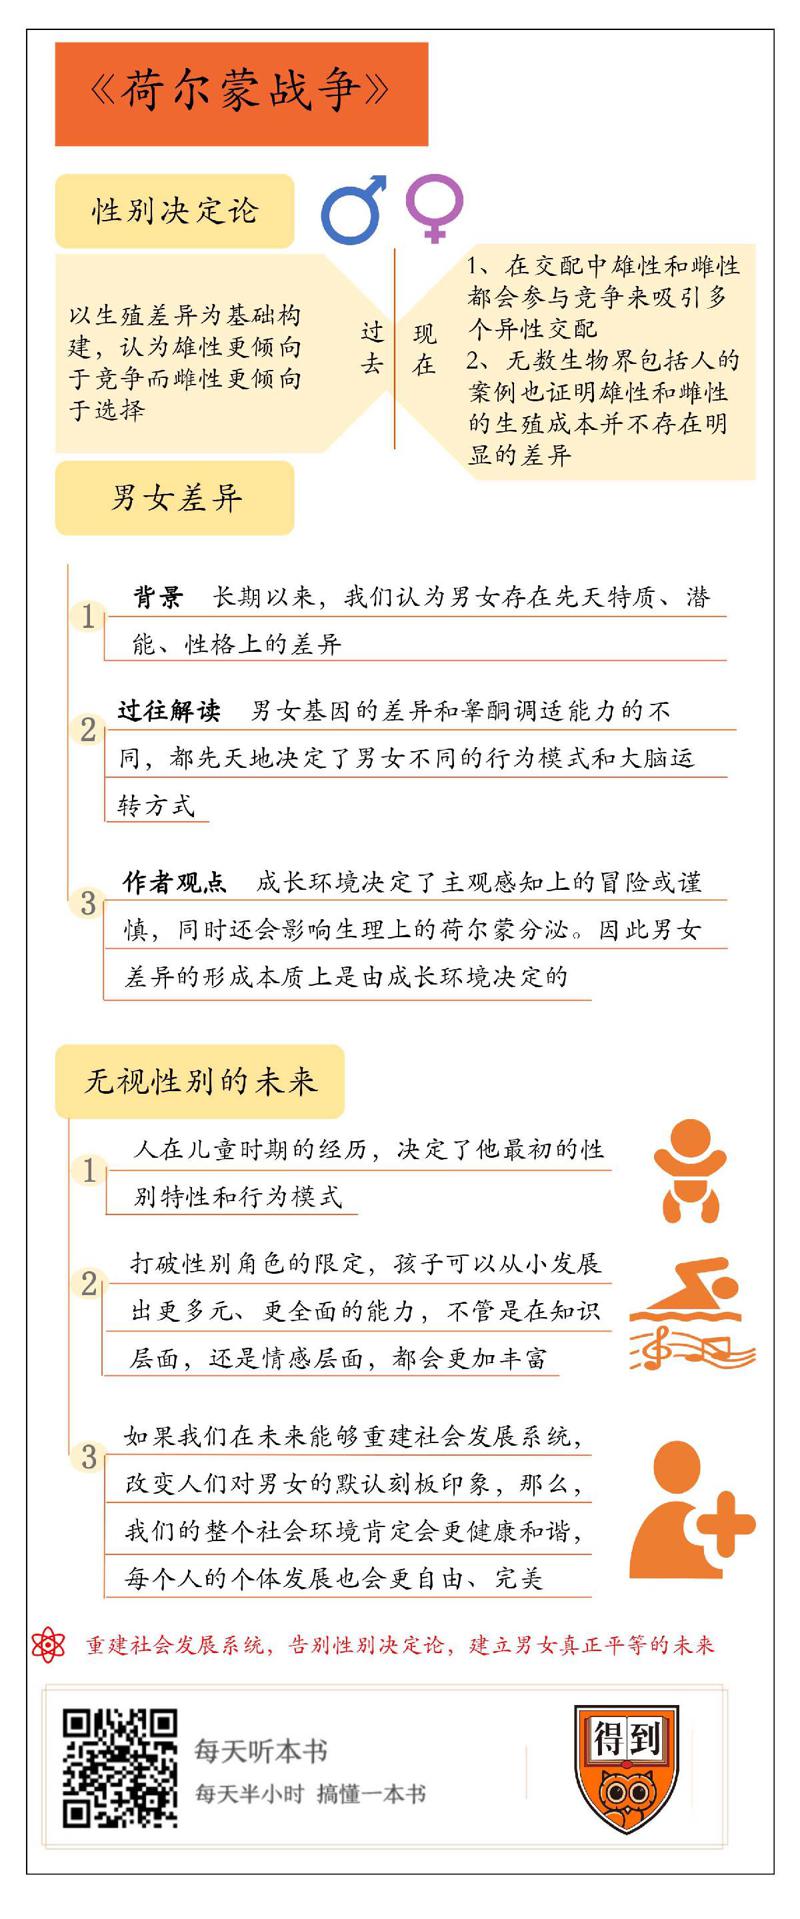 《荷尔蒙战争》
性别决定论
以生殖差异为基础构
建，认为雄性更倾向
于竞争而雌性更倾向
于选择
过去
现在
1、在交配中雄性和雌性
都会参与竞争来吸引多
个异性交配
2、无数生物界包括人的
案例也证明雄性和雌性
的生殖成本并不存在明
显的差异
男女差异
1
背景 长期以来，我们认为男女存在先天特质、潜
能、性格上的差异
2
过往解读 男女基因的差异和睾酮调适能力的不
同，都先天地决定了男女不同的行为模式和大脑运
转方式
3
作者观点 成长环境决定了主观感知上的冒险或谨
慎，同时还会影响生理上的荷尔蒙分泌。因此男女
差异的形成本质上是由成长环境决定的
无视性别的未来
1
人在儿童时期的经历，决定了他最初的性
别特性和行为模式
2
打破性别角色的限定，孩子可以从小发展
出更多元、更全面的能力，不管是在知识
层面，还是情感层面，都会更加丰富
3
如果我们在未来能够重建社会发展系统，
改变人们对男女的默认刻板印象，那么，
我们的整个社会环境肯定会更健康和谐，
每个人的个体发展也会更自由、完美
重建社会发展系统，告别性别决定论，建立男女真正平等的未来
每天听本书
每天半小时 搞懂一本书
得到